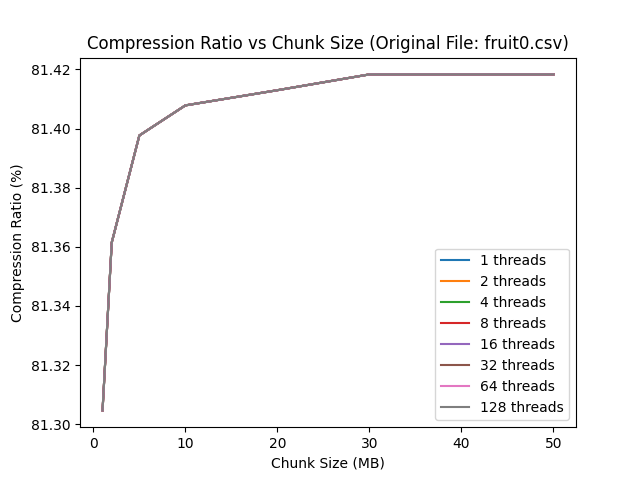 Compression Ratio vs Chunk Size (Original File: fruit0.csv)
Compression Ratio (%)
81.42
81.40
81.38
81.36
81.34
81.32
81.30
0 10 20 30 40 50
Chunk Size (MB)
1 threads
2 threads
4 threads
8 threads
16 threads
32 threads
64 threads
128 threads